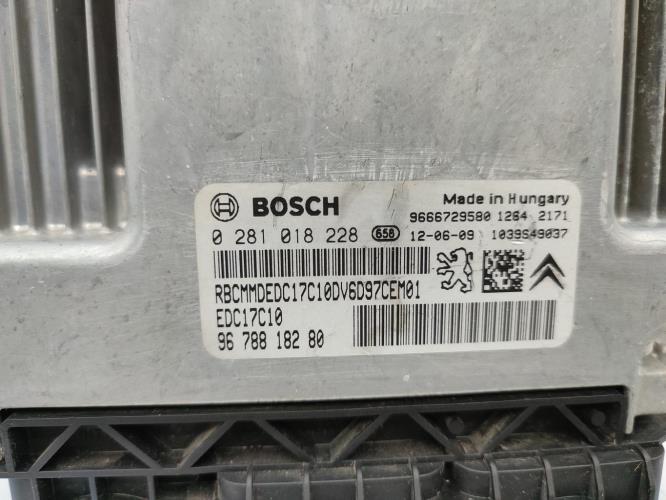 BOSCH
Made in Hungary
9666729580 1264 2171
0 281 018 228 658 12-06-09 1039S49037
RBCMMDEDC17C10DV6D97CEM01
EDC17C10
96 788 182 80